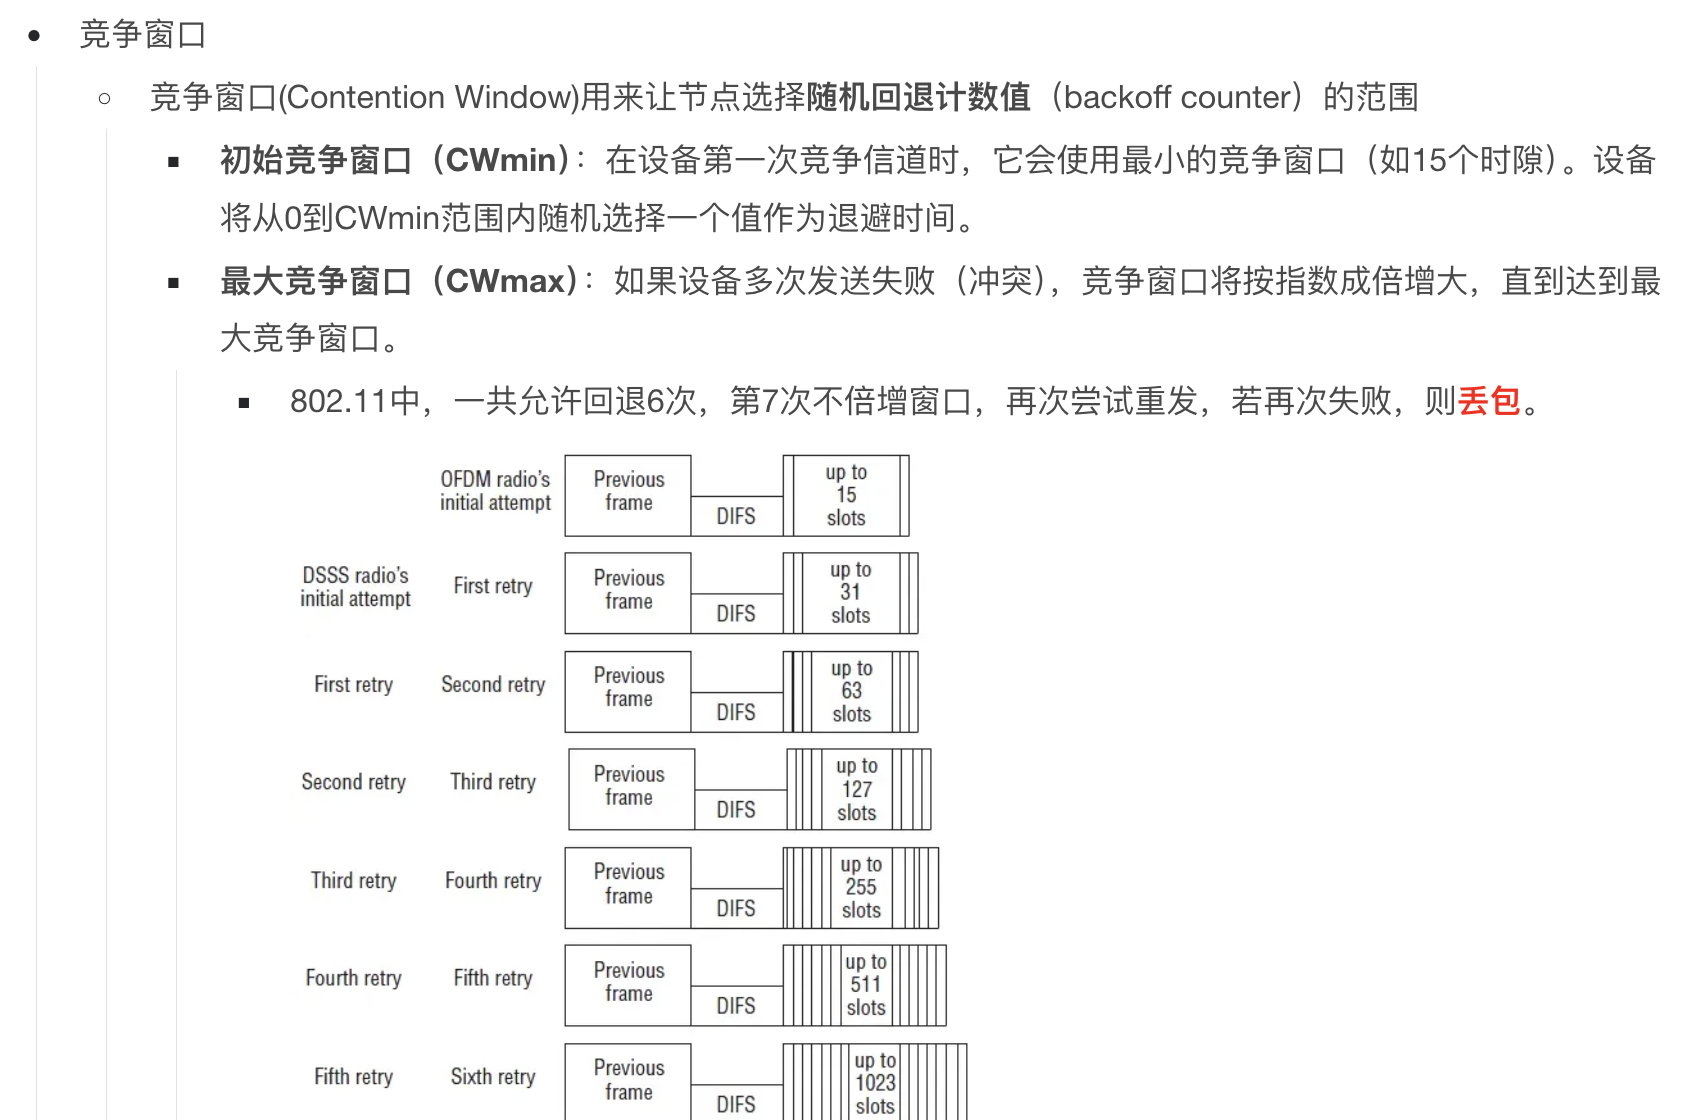 竞争窗口
竞争窗口(Contention Window)用来让节点选择随机回退计数值（backoff counter）的范围
初始竞争窗口（CWmin）：在设备第一次竞争信道时，它会使用最小的竞争窗口（如15个时隙）。设备
将从0到CWmin范围内随机选择一个值作为退避时间。
最大竞争窗口（CWmax）：如果设备多次发送失败（冲突），竞争窗口将按指数成倍增大，直到达到最
大竞争窗口。
802.11中，一共允许回退6次，第7次不倍增窗口，再次尝试重发，若再次失败，则丢包。
OFDM radio's
initial attempt
Previous
frame
DIFS
up to
15
slots
DSSS radio's
initial attempt
First retry
Previous
frame
DIFS
up to
31
slots
First retry
Second retry
Previous
frame
DIFS
up to
63
slots
Second retry
Third retry
Previous
frame
DIFS
up to
127
slots
Third retry
Fourth retry
Previous
frame
DIFS
up to
255
slots
Fourth retry
Fifth retry
Previous
frame
DIFS
up to
511
slots
Fifth retry
Sixth retry
Previous
frame
DIFS
up to
1023
slots